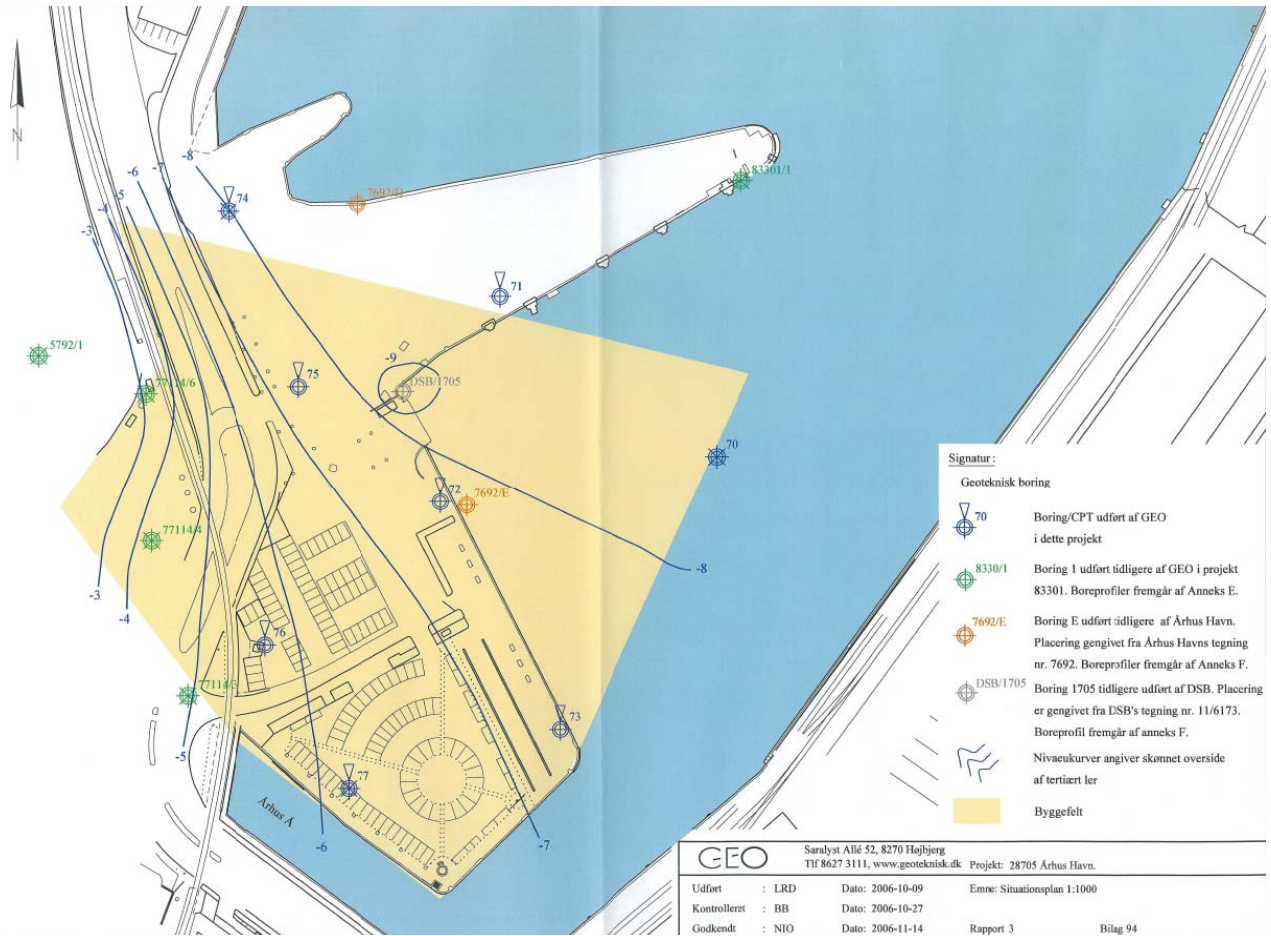 N
-8
-7
-6
-5
-4
-3
74
7692/D
83301/1
71
5792/1
77114/6
75
-9
DSB/1705
70
72
7692/E
77114/4
-8
-3
-4
76
77114/3
73
-5
77
Århus Å
-6
-7
Signatur :
Geoteknisk boring
70
Boring/CPT udført af GEO
i dette projekt
8330/1
Boring 1 udført tidligere af GEO i projekt
83301. Boreprofiler fremgår af Anneks E.
7692/E
Boring E udført tidligere af Århus Havn.
Placering gengivet fra Århus Havns tegning
nr. 7692. Boreprofiler fremgår af Anneks F.
DSB/1705
Boring 1705 tidligere udført af DSB. Placering
er gengivet fra DSB's tegning nr. 11/6173.
Boreprofil fremgår af anneks F.
Nivaeukurver angiver skønnet overside
af tertiært ler
Byggefelt
GEO
Saralyst Allé 52, 8270 Højbjerg
Tlf 8627 3111, www.geoteknisk.dk Projekt: 28705 Århus Havn.
Udført : LRD Dato: 2006-10-09 Emne: Situationsplan 1:1000
Kontrolleret : BB Dato: 2006-10-27
Godkendt : NIO Dato: 2006-11-14 Rapport 3 Bilag 94